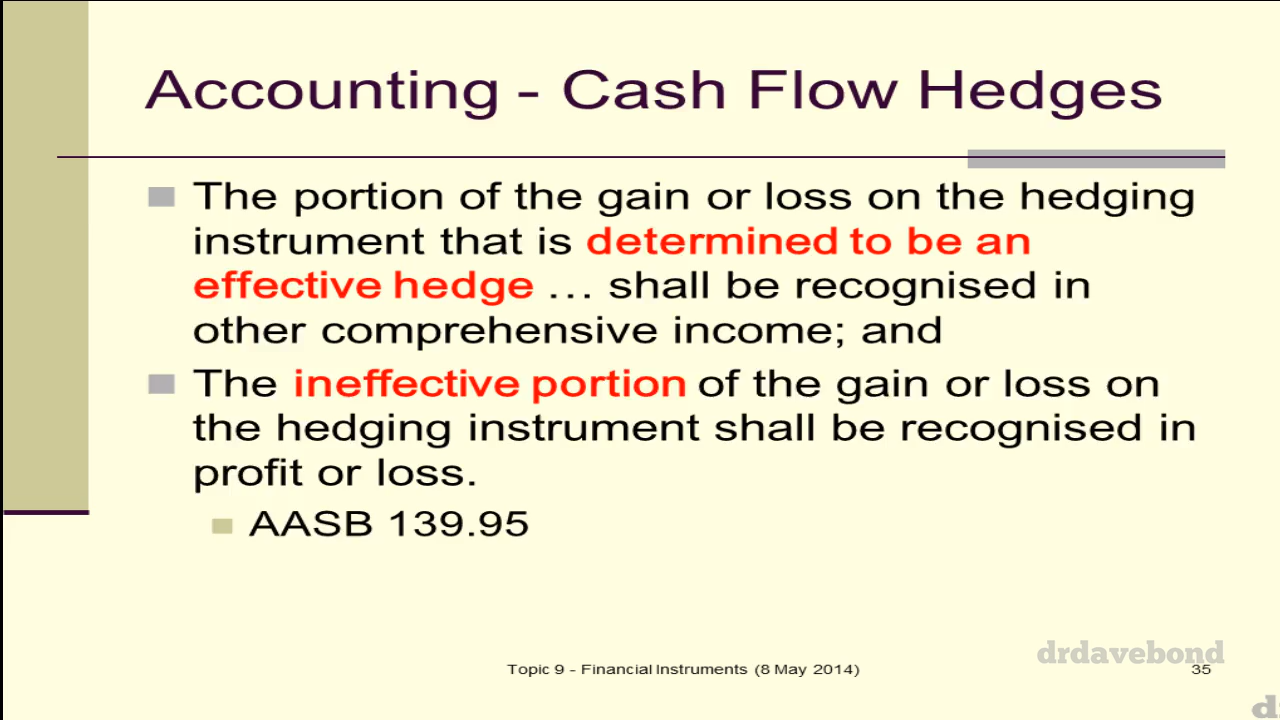 Accounting - Cash Flow Hedges
The portion of the gain or loss on the hedging
instrument that is determined to be an
effective hedge … shall be recognised in
other comprehensive income; and
The ineffective portion of the gain or loss on
the hedging instrument shall be recognised in
profit or loss.
AASB 139.95
drdavebond
Topic 9 - Financial Instruments (8 May 2014)
35